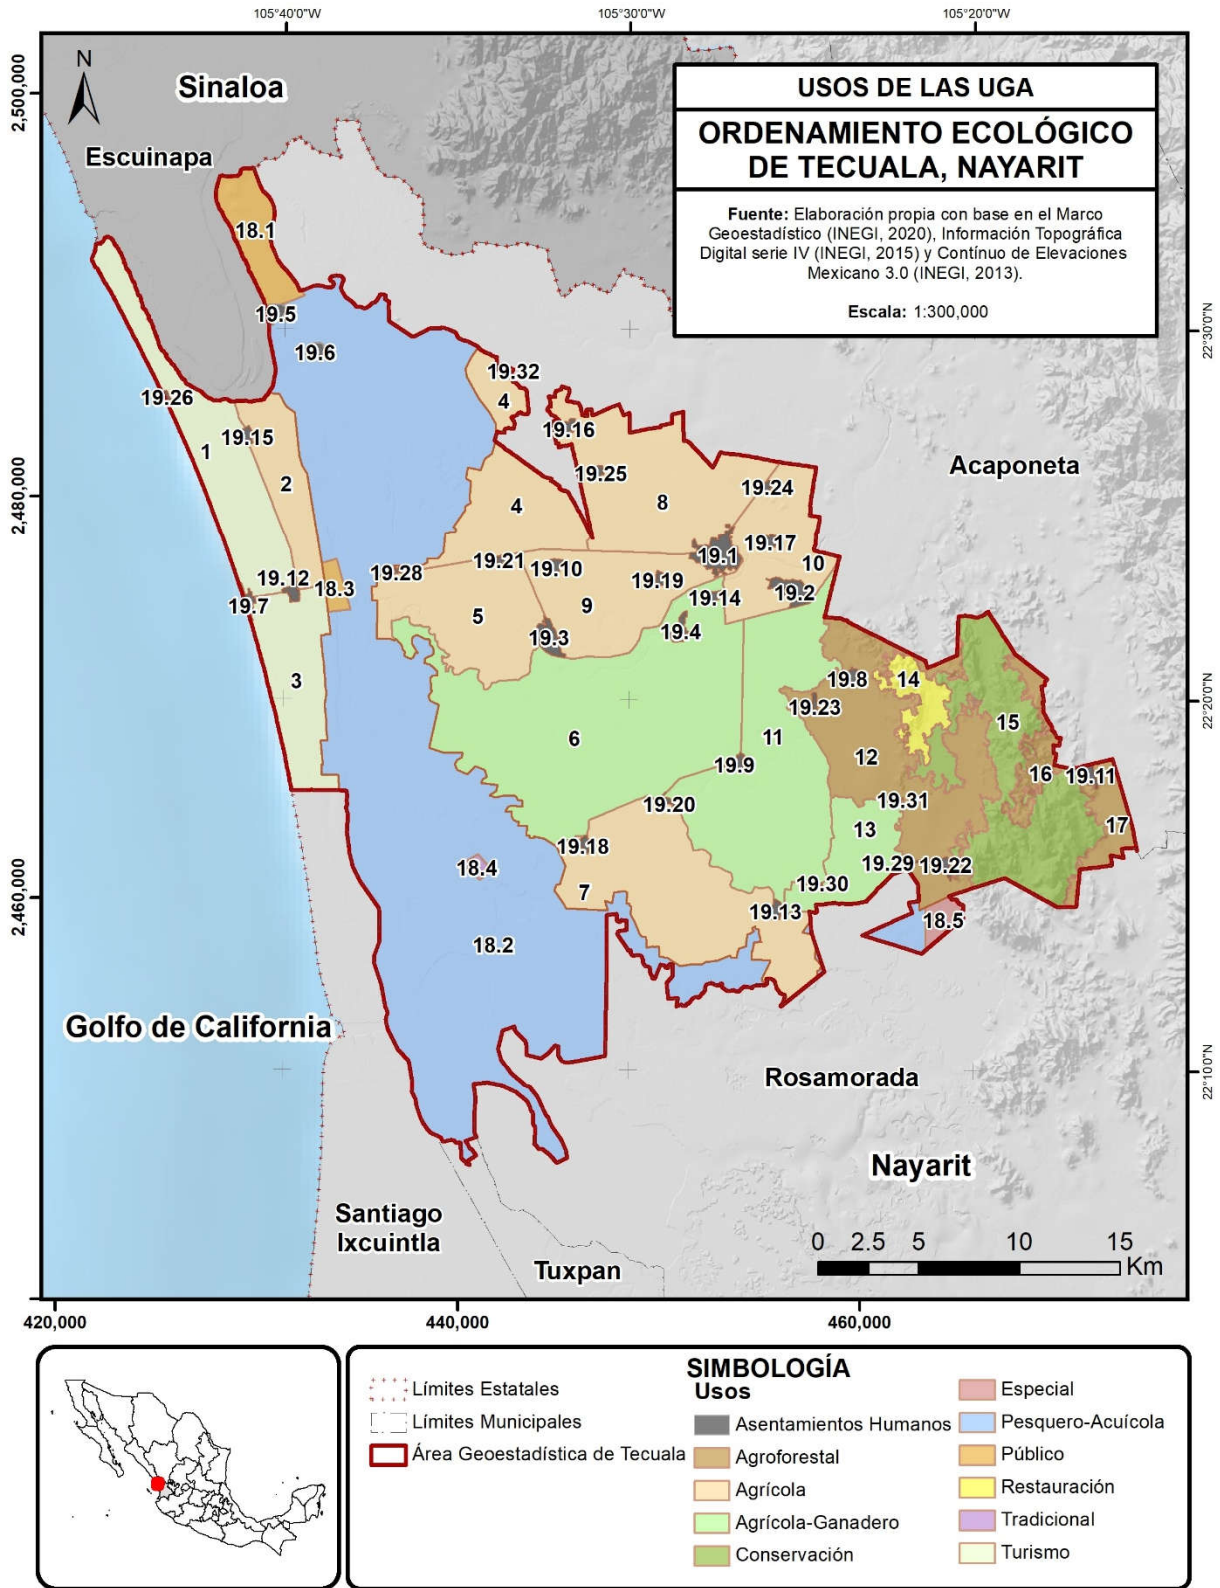 105°40'0"W
105°30'0"W
105°20'0"W
N
2,500,000
2,480,000
2,460,000
22°30'0"N
22°20'0"N
22°10'0"N
USOS DE LAS UGA
ORDENAMIENTO ECOLÓGICO
DE TECUALA, NAYARIT
Fuente: Elaboración propia con base en el Marco
Geoestadístico (INEGI, 2020), Información Topográfica
Digital serie IV (INEGI, 2015) y Contínuo de Elevaciones
Mexicano 3.0 (INEGI, 2013).
Escala: 1:300,000
Sinaloa
Escuinapa
18.1
19.5
19.6
19.32
4
19.26
19.16
19.15
1
19.25
Acaponeta
2
19.24
4
8
19.17
19.1
19.21
19.10
10
19.28
19.19
19.12
18.3
19.2
19.14
19.7
9
5
19.4
19.3
3
19.8
14
19.23
15
6
11
12
19.9
16
19.11
19.20
19.31
17
13
19.18
18.4
19.29
19.22
19.30
7
19.13
18.5
18.2
Golfo de California
Rosamorada
Nayarit
Santiago
Ixcuintla
Tuxpan
0 2.5 5 10 15
Km
420,000
440,000
460,000
SIMBOLOGÍA
Límites Estatales
Límites Municipales
Área Geoestadística de Tecuala
Usos
Asentamientos Humanos
Agroforestal
Agrícola
Agrícola-Ganadero
Conservación
Especial
Pesquero-Acuícola
Público
Restauración
Tradicional
Turismo